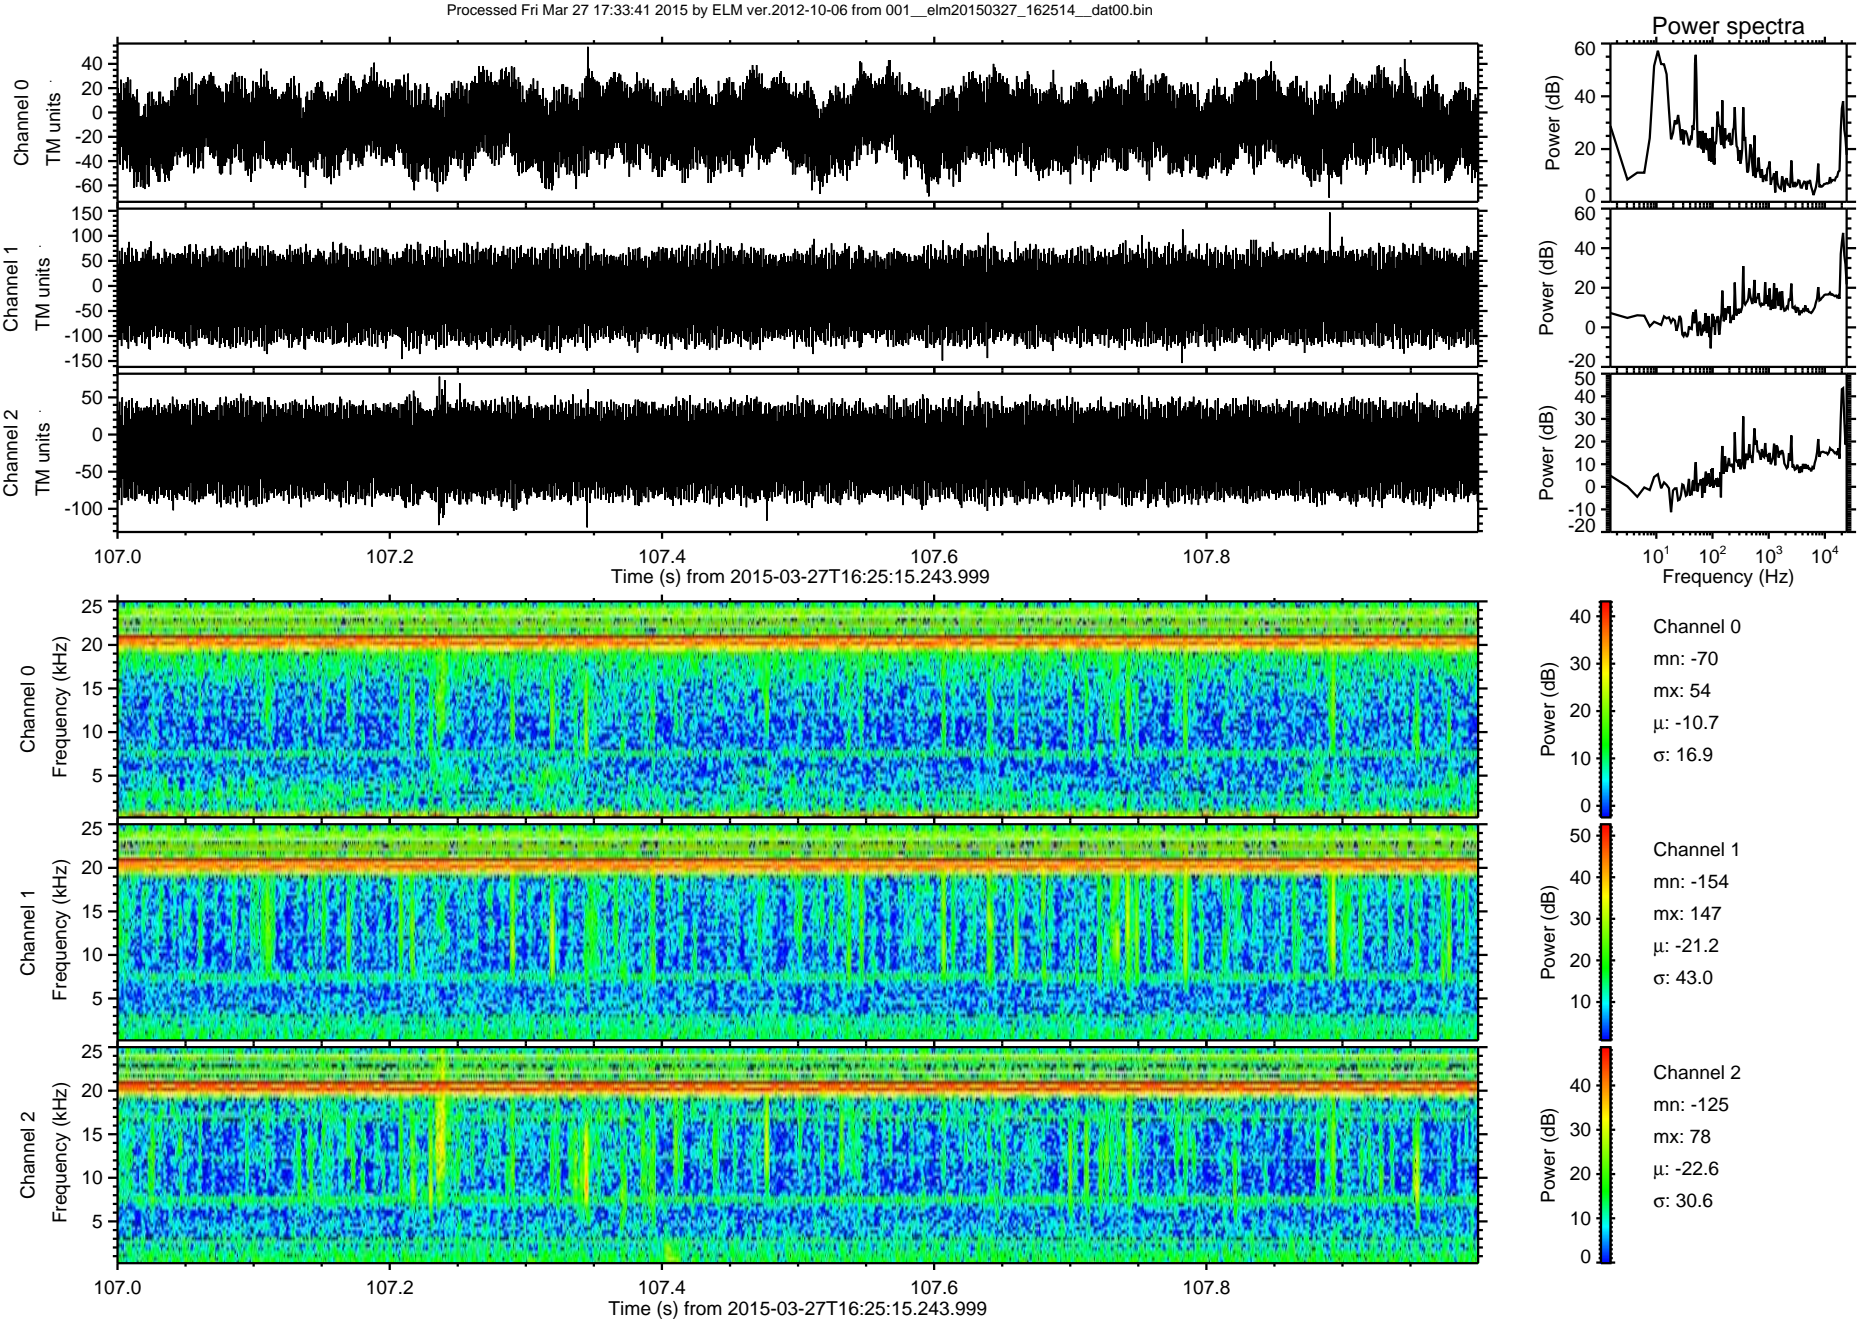 Processed Fri Mar 27 17:33:41 2015 by ELM ver.2012-10-06 from 001__elm20150327_162514__dat00.bin
Power spectra
Channel 0
TM units
40
20
0
-20
-40
-60
Power (dB)
60
40
20
0
Channel 1
TM units
150
100
50
0
-50
-100
-150
Power (dB)
60
40
20
0
-20
Channel 2
TM units
50
0
-50
-100
Power (dB)
50
40
30
20
10
0
-10
-20
107.0 107.2 107.4 107.6 107.8
Time (s) from 2015-03-27T16:25:15.243.999
10¹ 10² 10³ 10⁴
Frequency (Hz)
Channel 0
Frequency (kHz)
25
20
15
10
5
Power (dB)
40
30
20
10
0
Channel 0
mn: -70
mx: 54
μ: -10.7
σ: 16.9
Channel 1
Frequency (kHz)
25
20
15
10
5
Power (dB)
50
40
30
20
10
Channel 1
mn: -154
mx: 147
μ: -21.2
σ: 43.0
Channel 2
Frequency (kHz)
25
20
15
10
5
Power (dB)
40
30
20
10
0
Channel 2
mn: -125
mx: 78
μ: -22.6
σ: 30.6
107.0 107.2 107.4 107.6 107.8
Time (s) from 2015-03-27T16:25:15.243.999